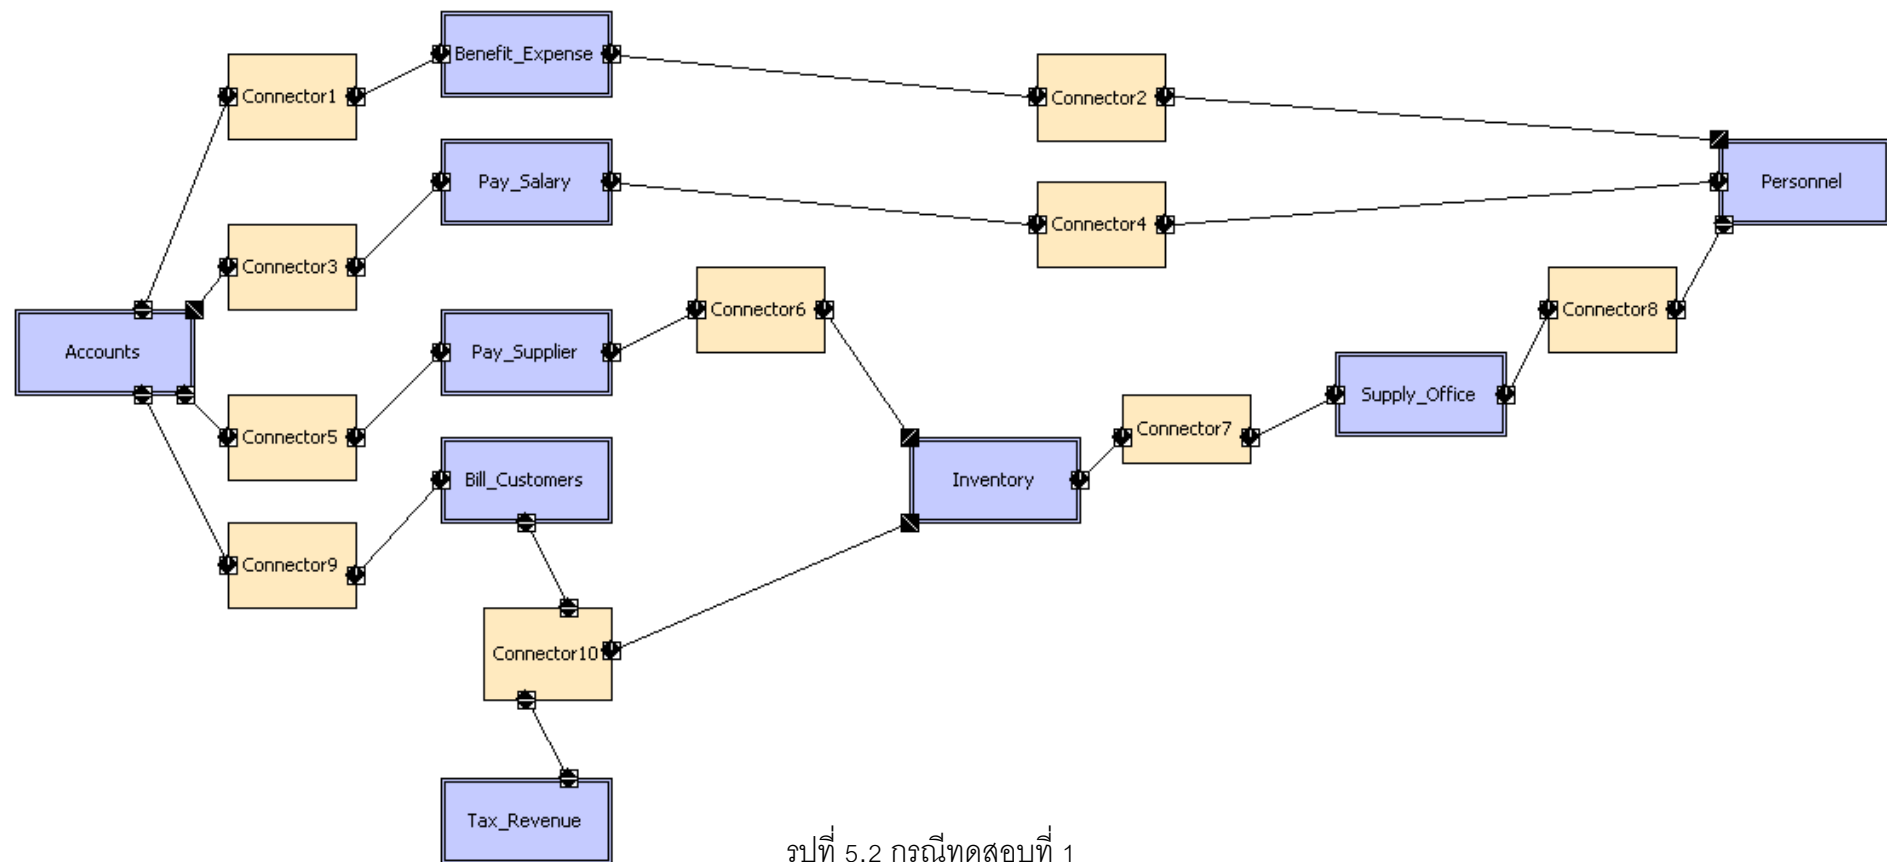 Benefit_Expense
Connector1
Connector2
Pay_Salary
Personnel
Connector4
Connector3
Connector6
Connector8
Accounts
Pay_Supplier
Supply_Office
Connector5
Connector7
Bill_Customers
Inventory
Connector9
Connector10
Tax_Revenue
รูปที่ 5.2 กรณีทดสอบที่ 1